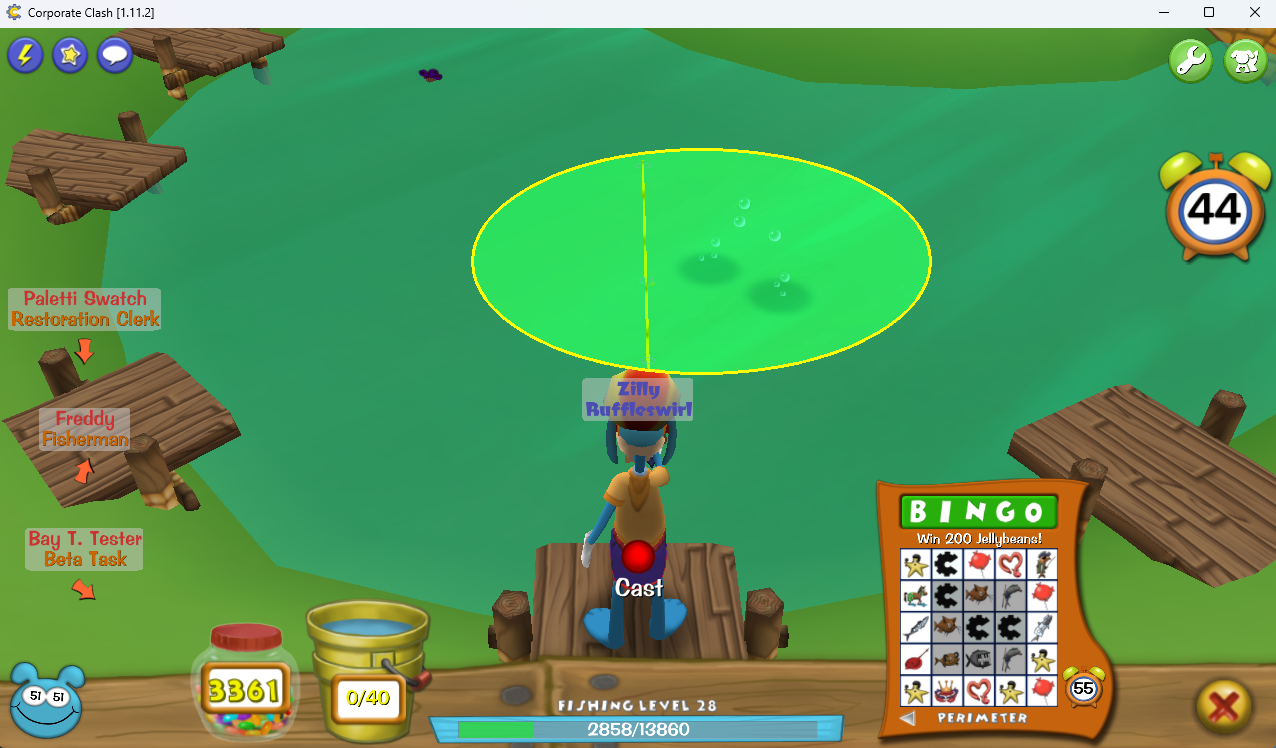 Corporate Clash [1.11.2]
44
Paletti Swatch
Restoration Clerk
Freddy
Fisherman
Zilly
Ruffleswirl
Bay T. Tester
Beta Task
Cast
BINGO
Win 200 Jellybeans!
55
PERIMETER
51 51
3361
0/40
FISHING LEVEL 28
2858/13860